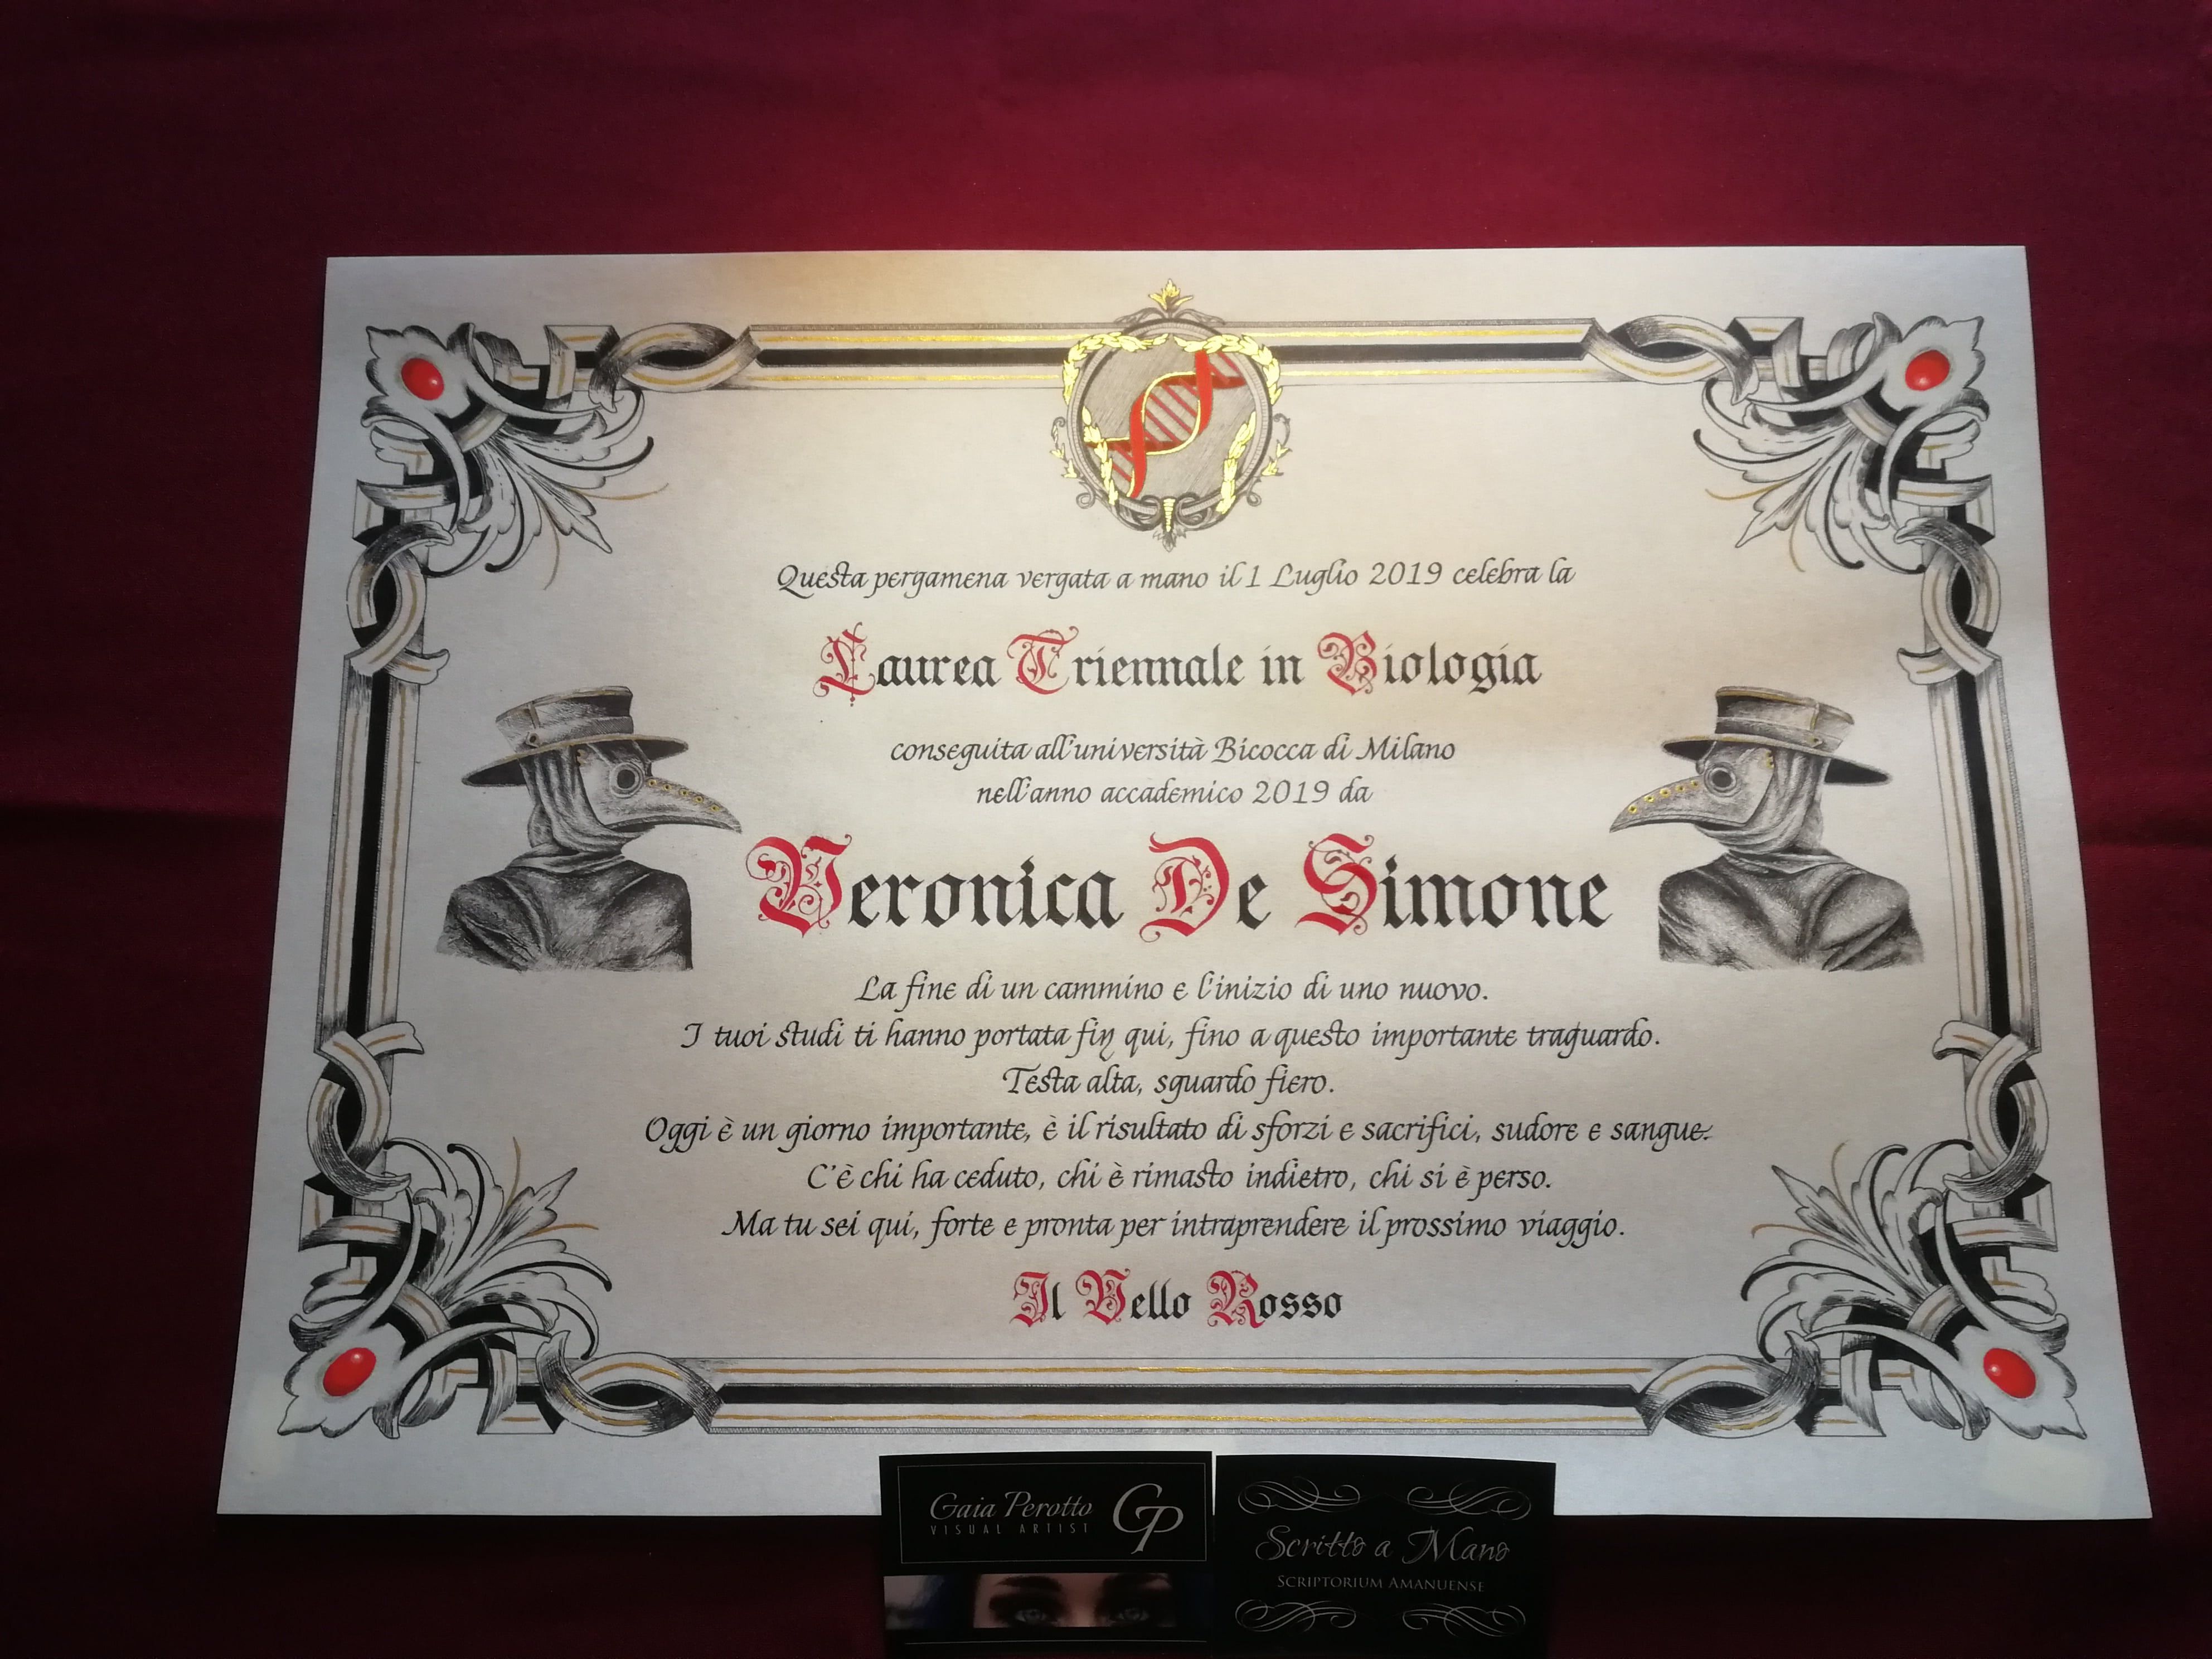 Questa pergamena vergata a mano il 1 Luglio 2019 celebra la
Laurea Triennale in Biologia
conseguita all'università Bicocca di Milano
nell'anno accademico 2019 da
Veronica De Simone
La fine di un cammino e l'inizio di uno nuovo.
I tuoi studi ti hanno portata fin qui, fino a questo importante traguardo.
Testa alta, sguardo fiero.
Oggi è un giorno importante, è il risultato di sforzi e sacrifici, sudore e sangue.
C'è chi ha ceduto, chi è rimasto indietro, chi si è perso.
Ma tu sei qui, forte e pronta per intraprendere il prossimo viaggio.
Il Vello Rosso
Gaia Perotto
VISUAL ARTIST
GP
Scritto a Mano
SCRIPTORIUM AMANUENSE